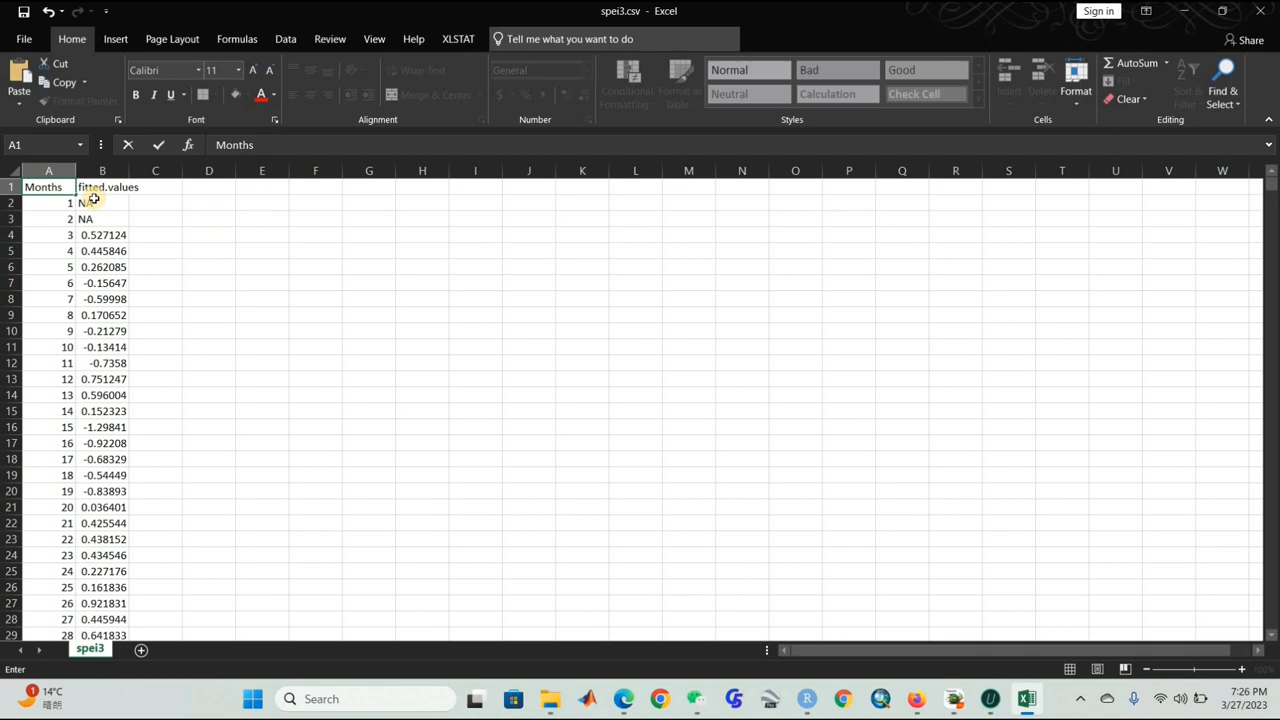 spei3.csv - Excel
Sign in
File Home Insert Page Layout Formulas Data Review View Help XLSTAT Tell me what you want to do Share
Paste
Cut
Copy
Format Painter
Clipboard
Calibri 11
B I U
Font
Wrap Text
Merge & Center
Alignment
General
$ % ,
Number
Conditional Formatting
Format as Table
Normal Bad Good
Neutral Calculation Check Cell
Styles
Insert Delete Format
Cells
AutoSum
Fill
Clear
Sort & Filter
Find & Select
Editing
A1 fx Months
A B C D E F G H I J K L M N O P Q R S T U V W
1 Months fitted.values
2 1 NA
3 2 NA
4 3 0.527124
5 4 0.445846
6 5 0.262085
7 6 -0.15647
8 7 -0.59998
9 8 0.170652
10 9 -0.21279
11 10 -0.13414
12 11 -0.7358
13 12 0.751247
14 13 0.596004
15 14 0.152323
16 15 -1.29841
17 16 -0.92208
18 17 -0.68329
19 18 -0.54449
20 19 -0.83893
21 20 0.036401
22 21 0.425544
23 22 0.438152
24 23 0.434546
25 24 0.227176
26 25 0.161836
27 26 0.921831
28 27 0.445944
29 28 0.641833
spei3
Enter
100%
1
14°C
晴朗
Search
7:26 PM
3/27/2023